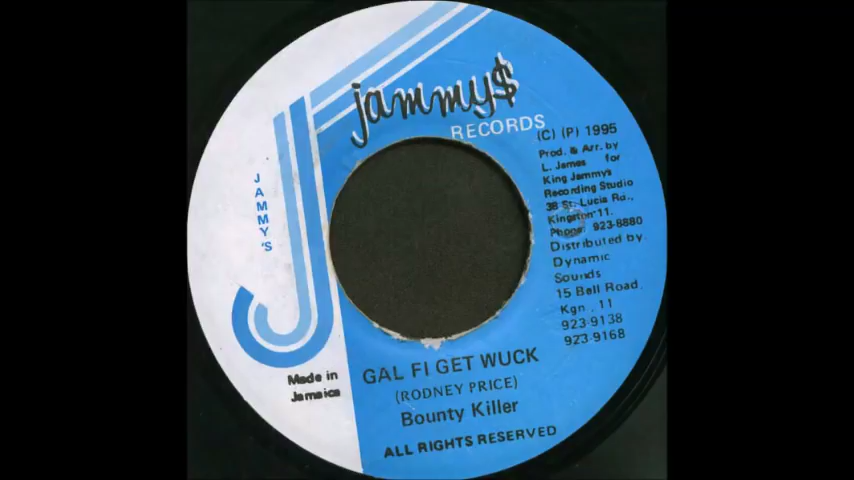 jammy$
RECORDS
JAMMY'S
(C) (P) 1995
Prod. & Arr. by
L. James for
King Jammys
Recording Studio
38 St. Lucia Rd.,
Kingston 11.
Phone: 923-8880
Distributed by
Dynamic
Sounds
15 Bell Road,
Kgn. 11
923-9138
923-9168
Made in
Jamaica
GAL FI GET WUCK
(RODNEY PRICE)
Bounty Killer
ALL RIGHTS RESERVED